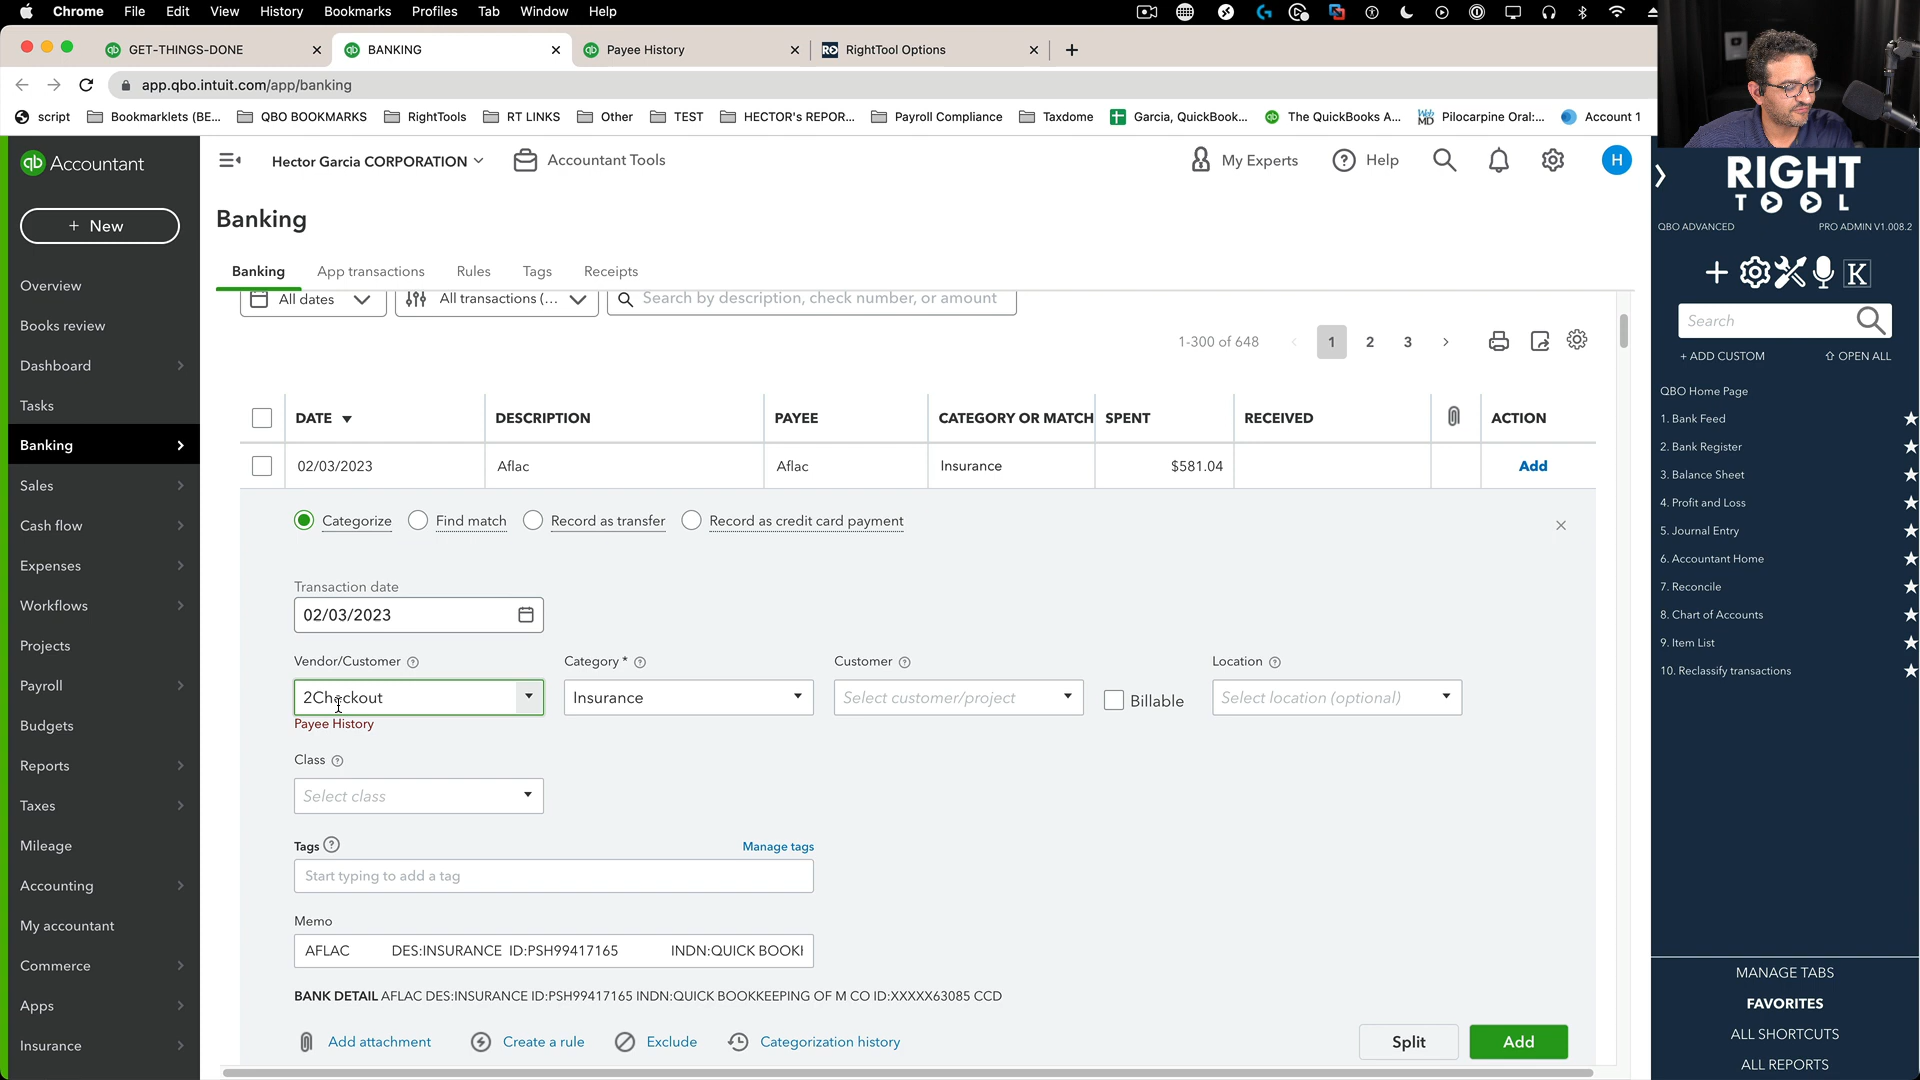 Chrome File Edit View History Bookmarks Profiles Tab Window Help
GET-THINGS-DONE
BANKING
Payee History
RightTool Options
app.qbo.intuit.com/app/banking
script
Bookmarklets (BE...
QBO BOOKMARKS
RightTools
RT LINKS
Other
TEST
HECTOR's REPOR...
Payroll Compliance
Taxdome
Garcia, QuickBook...
The QuickBooks A...
Web MD
Pilocarpine Oral:...
Account 1
qb Accountant
+ New
Overview
Books review
Dashboard
Tasks
Banking
Sales
Cash flow
Expenses
Workflows
Projects
Payroll
Budgets
Reports
Taxes
Mileage
Accounting
My accountant
Commerce
Apps
Insurance
Hector Garcia CORPORATION
Accountant Tools
My Experts
Help
H
Banking
Banking App transactions Rules Tags Receipts
All dates
All transactions (...
Search by description, check number, or amount
1-300 of 648 1 2 3
DATE DESCRIPTION PAYEE CATEGORY OR MATCH SPENT RECEIVED ACTION
02/03/2023 Aflac Aflac Insurance $581.04 Add
Categorize Find match Record as transfer Record as credit card payment
Transaction date
02/03/2023
Vendor/Customer Category * Customer Location
2Checkout Insurance Select customer/project Billable Select location (optional)
Payee History
Class
Select class
Tags Manage tags
Start typing to add a tag
Memo
AFLAC DES:INSURANCE ID:PSH99417165 INDN:QUICK BOOKK
BANK DETAIL AFLAC DES:INSURANCE ID:PSH99417165 INDN:QUICK BOOKKEEPING OF M CO ID:XXXXX63085 CCD
Add attachment Create a rule Exclude Categorization history Split Add
RIGHT
TOOL
QBO ADVANCED PRO ADMIN V1.008.2
K
Search
+ ADD CUSTOM OPEN ALL
QBO Home Page
1. Bank Feed
2. Bank Register
3. Balance Sheet
4. Profit and Loss
5. Journal Entry
6. Accountant Home
7. Reconcile
8. Chart of Accounts
9. Item List
10. Reclassify transactions
MANAGE TABS
FAVORITES
ALL SHORTCUTS
ALL REPORTS